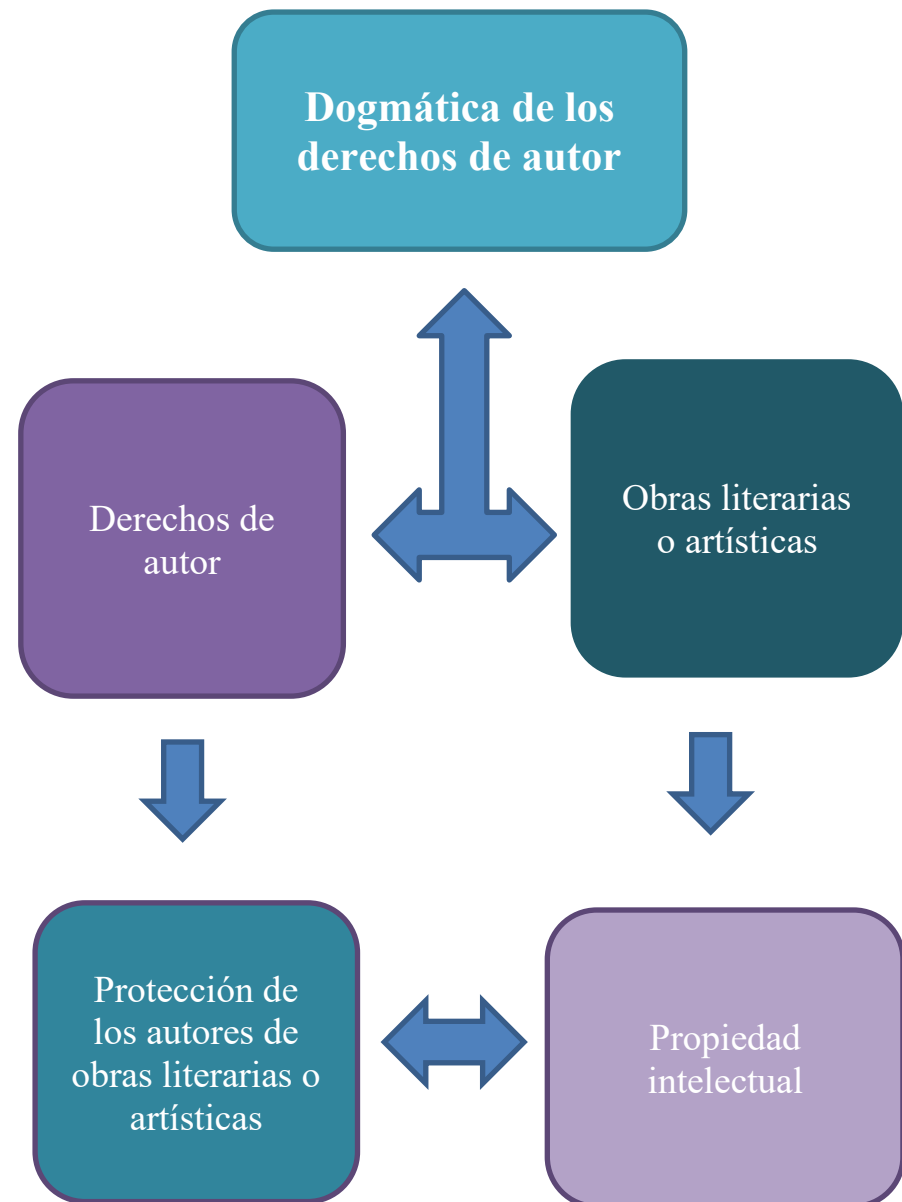 Dogmática de los
derechos de autor
Derechos de
autor
Obras literarias
o artísticas
Protección de
los autores de
obras literarias o
artísticas
Propiedad
intelectual